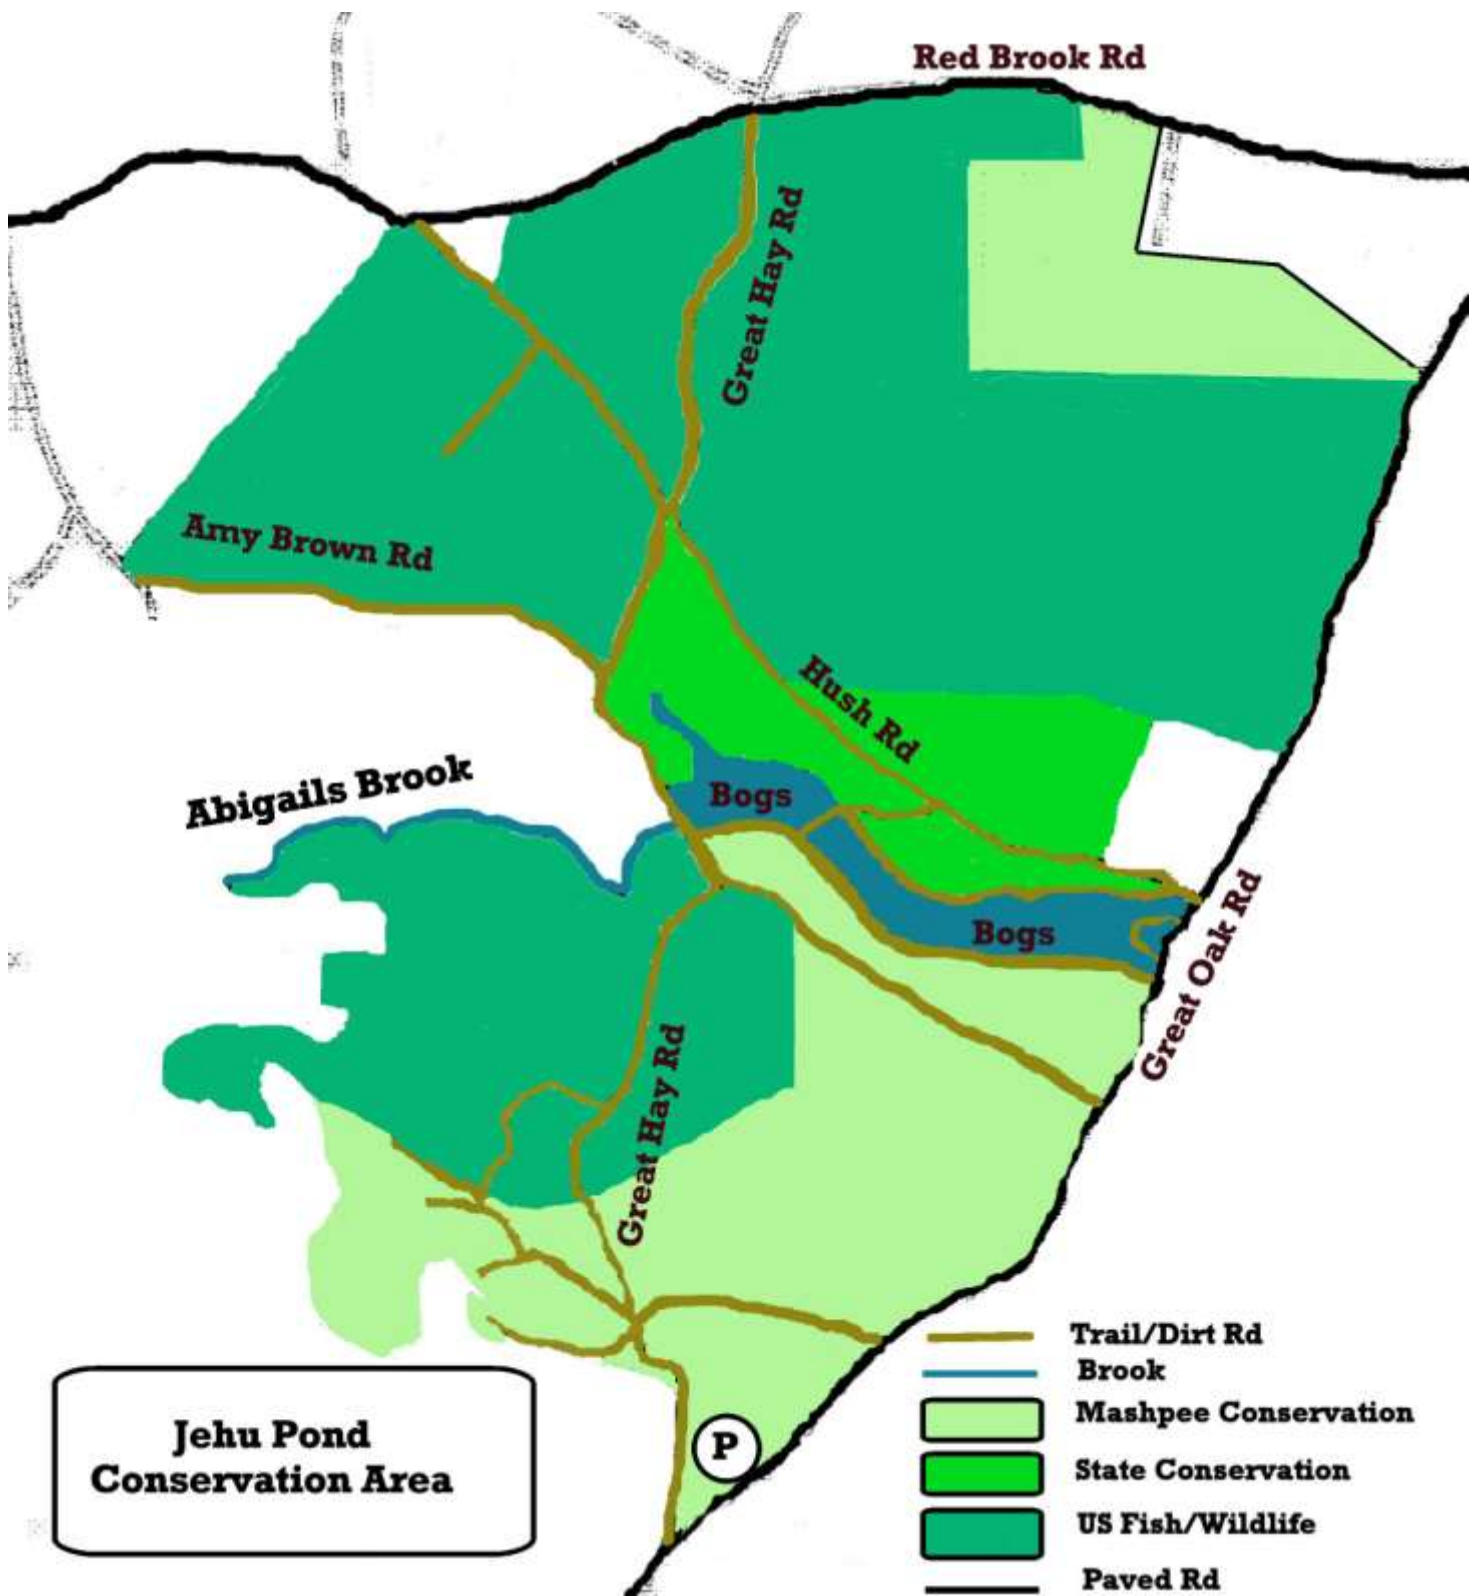 Red Brook Rd
Great Hay Rd
Amy Brown Rd
Hush Rd
Abigails Brook
Bogs
Bogs
Great Oak Rd
Great Hay Rd
Trail/Dirt Rd
Brook
Mashpee Conservation
State Conservation
US Fish/Wildlife
Paved Rd
P
Jehu Pond
Conservation Area